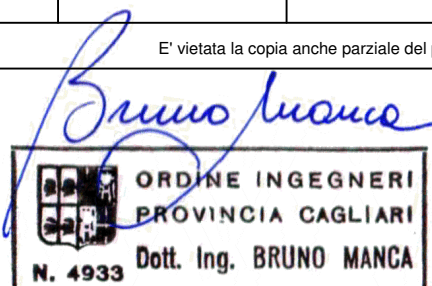 E' vietata la copia anche parziale del
Bruno Manca
ORDINE INGEGNERI
PROVINCIA CAGLIARI
Dott. Ing. BRUNO MANCA
N. 4933